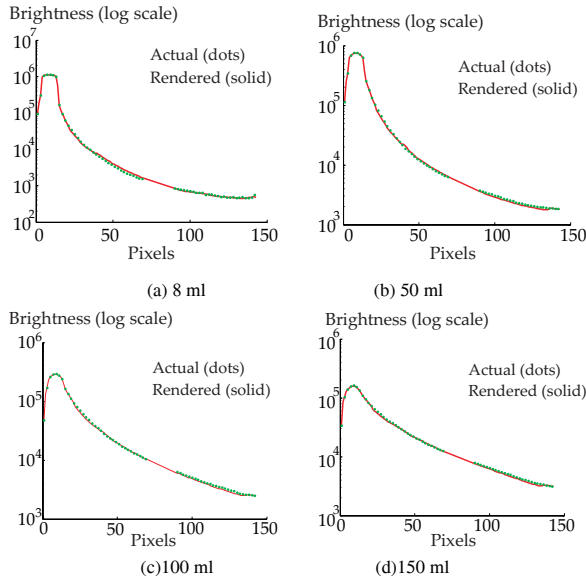 Brightness (log scale)
10^7
10^6
10^5
10^4
10^3
10^2
Actual (dots)
Rendered (solid)
0 50 100 150
Pixels
(a) 8 ml
Brightness (log scale)
10^6
10^5
10^4
10^3
Actual (dots)
Rendered (solid)
0 50 100 150
Pixels
(b) 50 ml
Brightness (log scale)
10^6
10^5
10^4
10^3
Actual (dots)
Rendered (solid)
0 50 100 150
Pixels
(c)100 ml
Brightness (log scale)
10^6
10^5
10^4
10^3
Actual (dots)
Rendered (solid)
0 50 100 150
Pixels
(d)150 ml